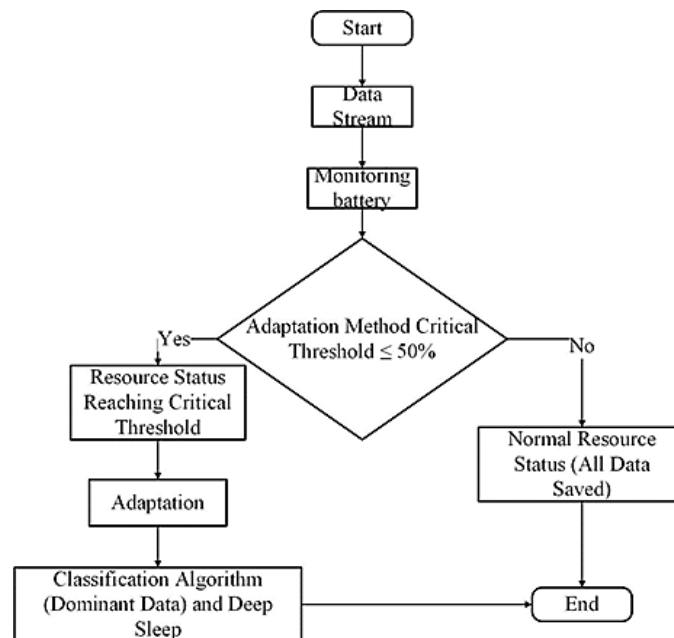 Start
Data
Stream
Monitoring
battery
Adaptation Method Critical
Threshold ≤ 50%
Yes
No
Resource Status
Reaching Critical
Threshold
Normal Resource
Status (All Data
Saved)
Adaptation
Classification Algorithm
(Dominant Data) and Deep
Sleep
End